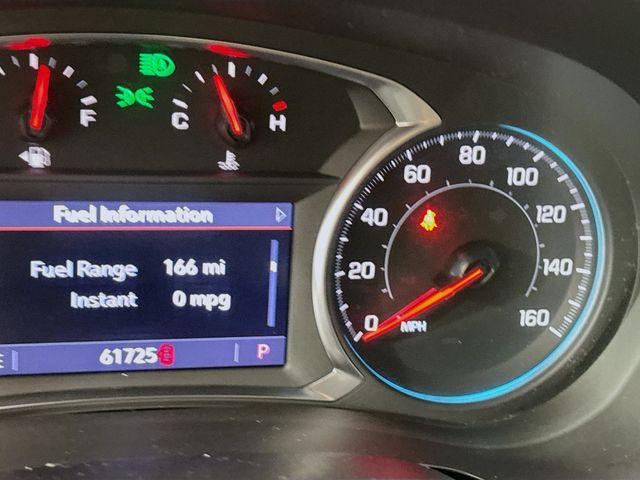 F C H
Fuel Information
Fuel Range 166 mi
Instant 0 mpg
61725 P
0 20 40 60 80 100 120 140 160
MPH